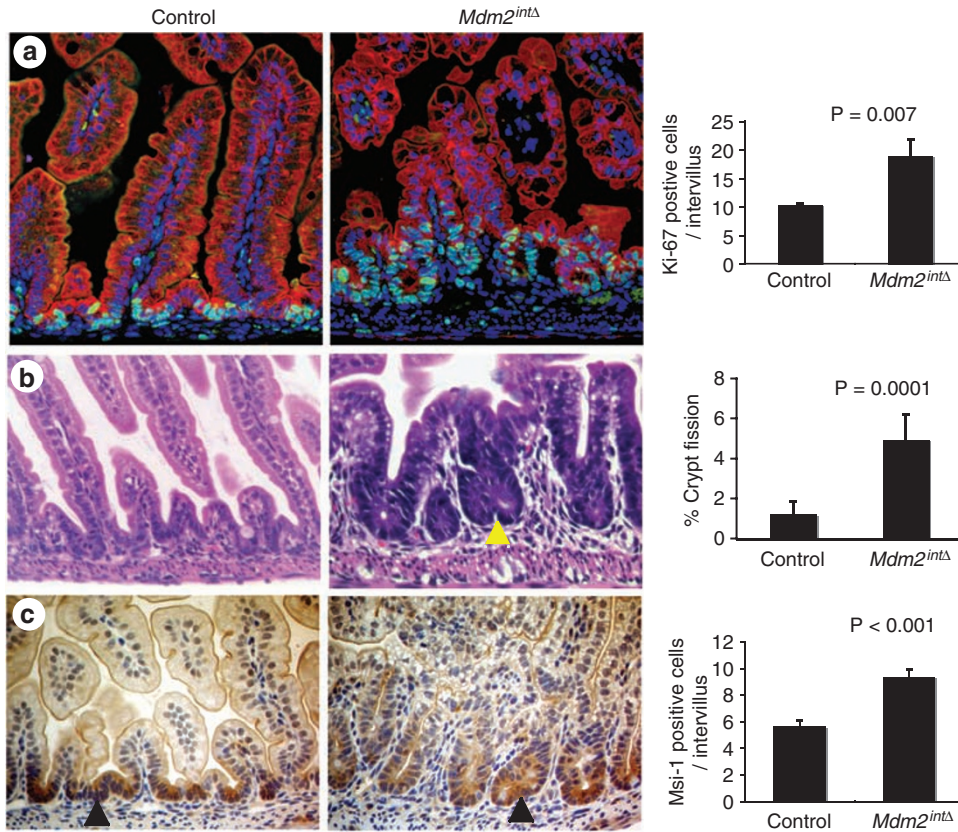 Control
Mdm2intΔ
a
P = 0.007
Ki-67 postive cells
/ intervillus
25
20
15
10
5
0
Control
Mdm2intΔ
b
P = 0.0001
% Crypt fission
8
6
4
2
0
Control
Mdm2intΔ
c
P < 0.001
Msi-1 positive cells
/ intervillus
12
10
8
6
4
2
0
Control
Mdm2intΔ